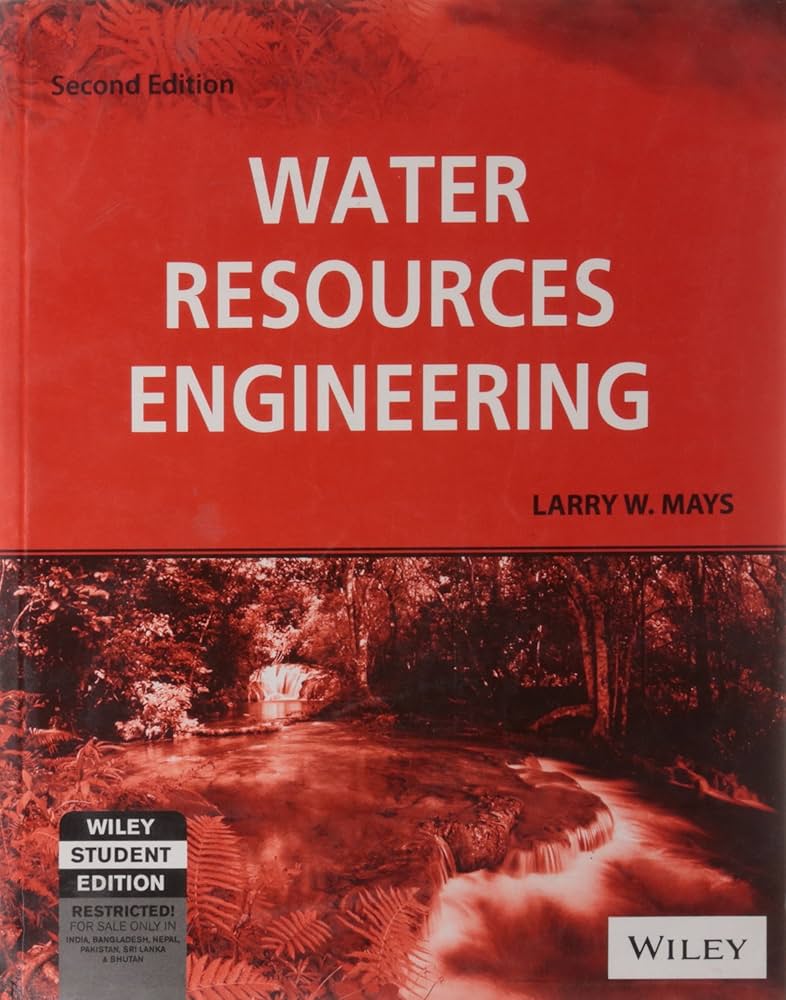 Second Edition
WATER
RESOURCES
ENGINEERING
LARRY W. MAYS
WILEY
STUDENT
EDITION
RESTRICTED!
FOR SALE ONLY IN
INDIA, BANGLADESH, NEPAL,
PAKISTAN, SRI LANKA
& BHUTAN
WILEY